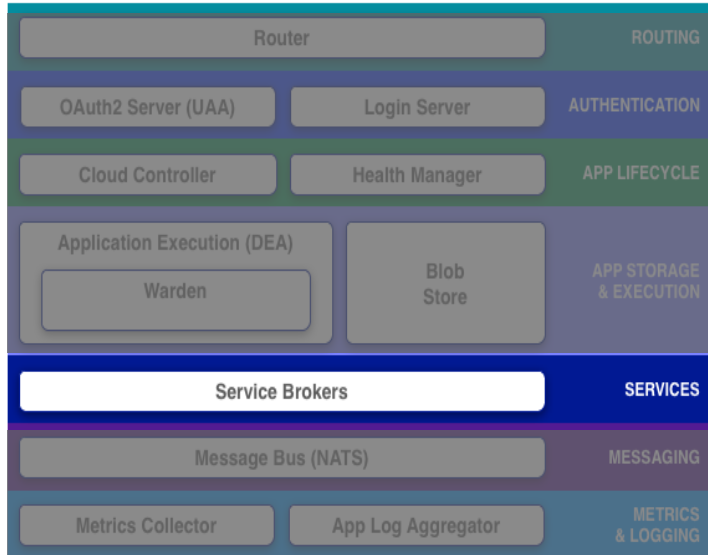 Router
ROUTING
OAuth2 Server (UAA)
Login Server
AUTHENTICATION
Cloud Controller
Health Manager
APP LIFECYCLE
Application Execution (DEA)
Warden
Blob
Store
APP STORAGE
& EXECUTION
Service Brokers
SERVICES
Message Bus (NATS)
MESSAGING
Metrics Collector
App Log Aggregator
METRICS
& LOGGING